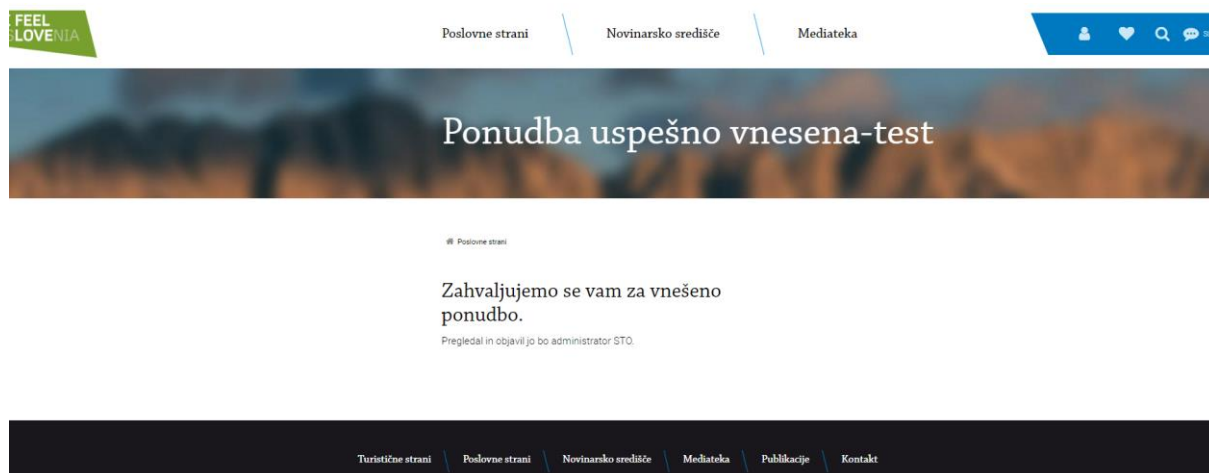 FEEL
LOVENIA
Poslovne strani
Novinarsko središče
Mediateka
Ponudba uspešno vnesena-test
Poslovne strani
Zahvaljujemo se vam za vnešeno
ponudbo.
Pregledal in objavil jo bo administrator STO.
Turistične strani
Poslovne strani
Novinarsko središče
Mediateka
Publikacije
Kontakt